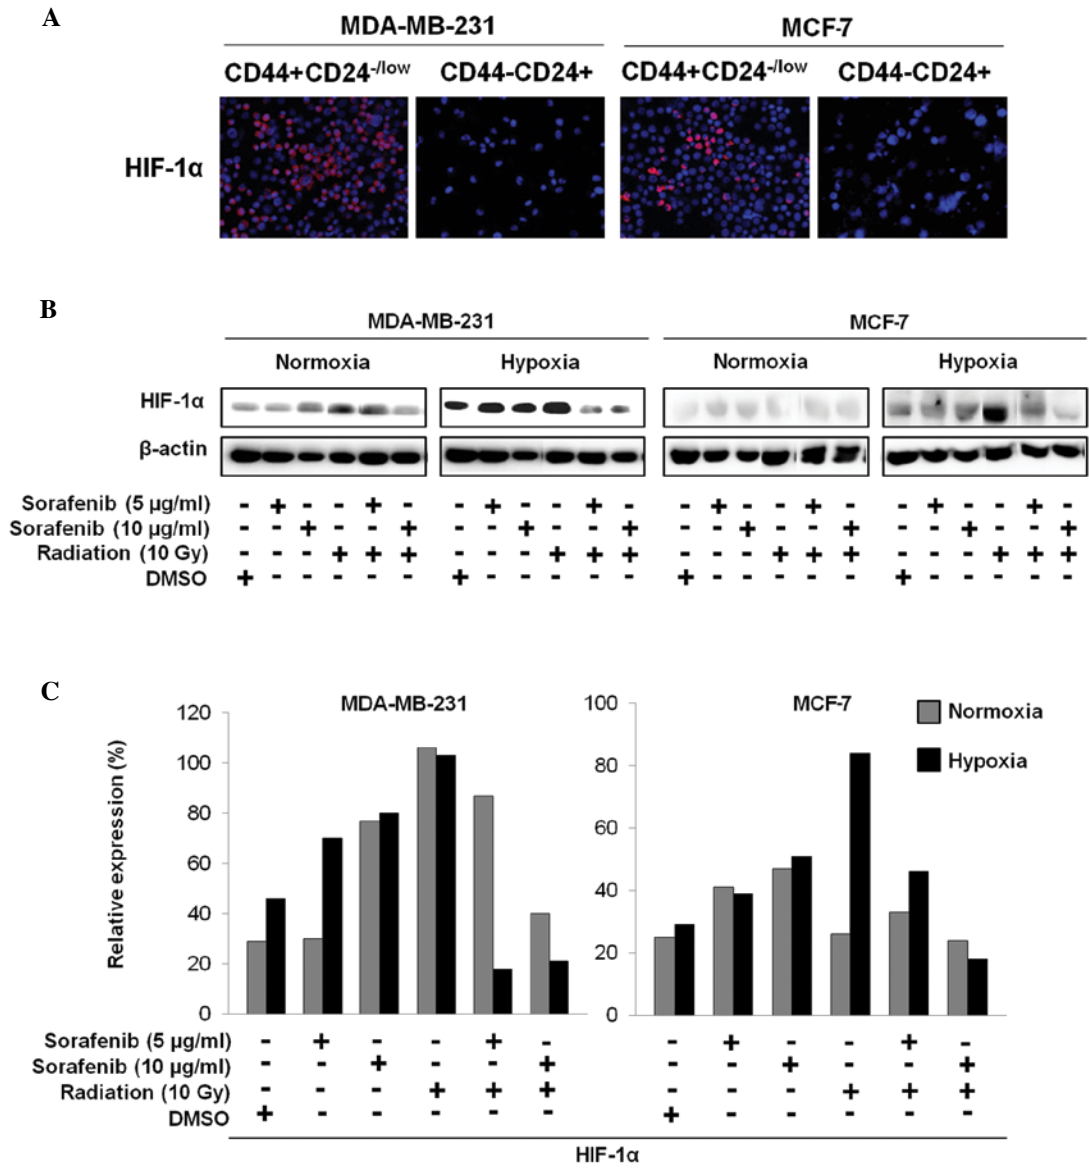 A
MDA-MB-231 MCF-7
CD44+CD24-/low CD44-CD24+ CD44+CD24-/low CD44-CD24+
HIF-1α
B
MDA-MB-231 MCF-7
Normoxia Hypoxia Normoxia Hypoxia
HIF-1α
β-actin
Sorafenib (5 µg/ml) - + - - + - - + - - + - - + - - + - - + - - + -
Sorafenib (10 µg/ml) - - + - - + - - + - - + - - + - - + - - + - - +
Radiation (10 Gy) - - - + + + - - - + + + - - - + + + - - - + + +
DMSO + - - - - - + - - - - - + - - - - - + - - - - -
C
MDA-MB-231 MCF-7
Relative expression (%)
120
100
80
60
40
20
0
100
80
60
40
20
0
Normoxia
Hypoxia
Sorafenib (5 µg/ml) - + - - + - - + - - + -
Sorafenib (10 µg/ml) - - + - - + - - + - - +
Radiation (10 Gy) - - - + + + - - - + + +
DMSO + - - - - - + - - - - -
HIF-1α